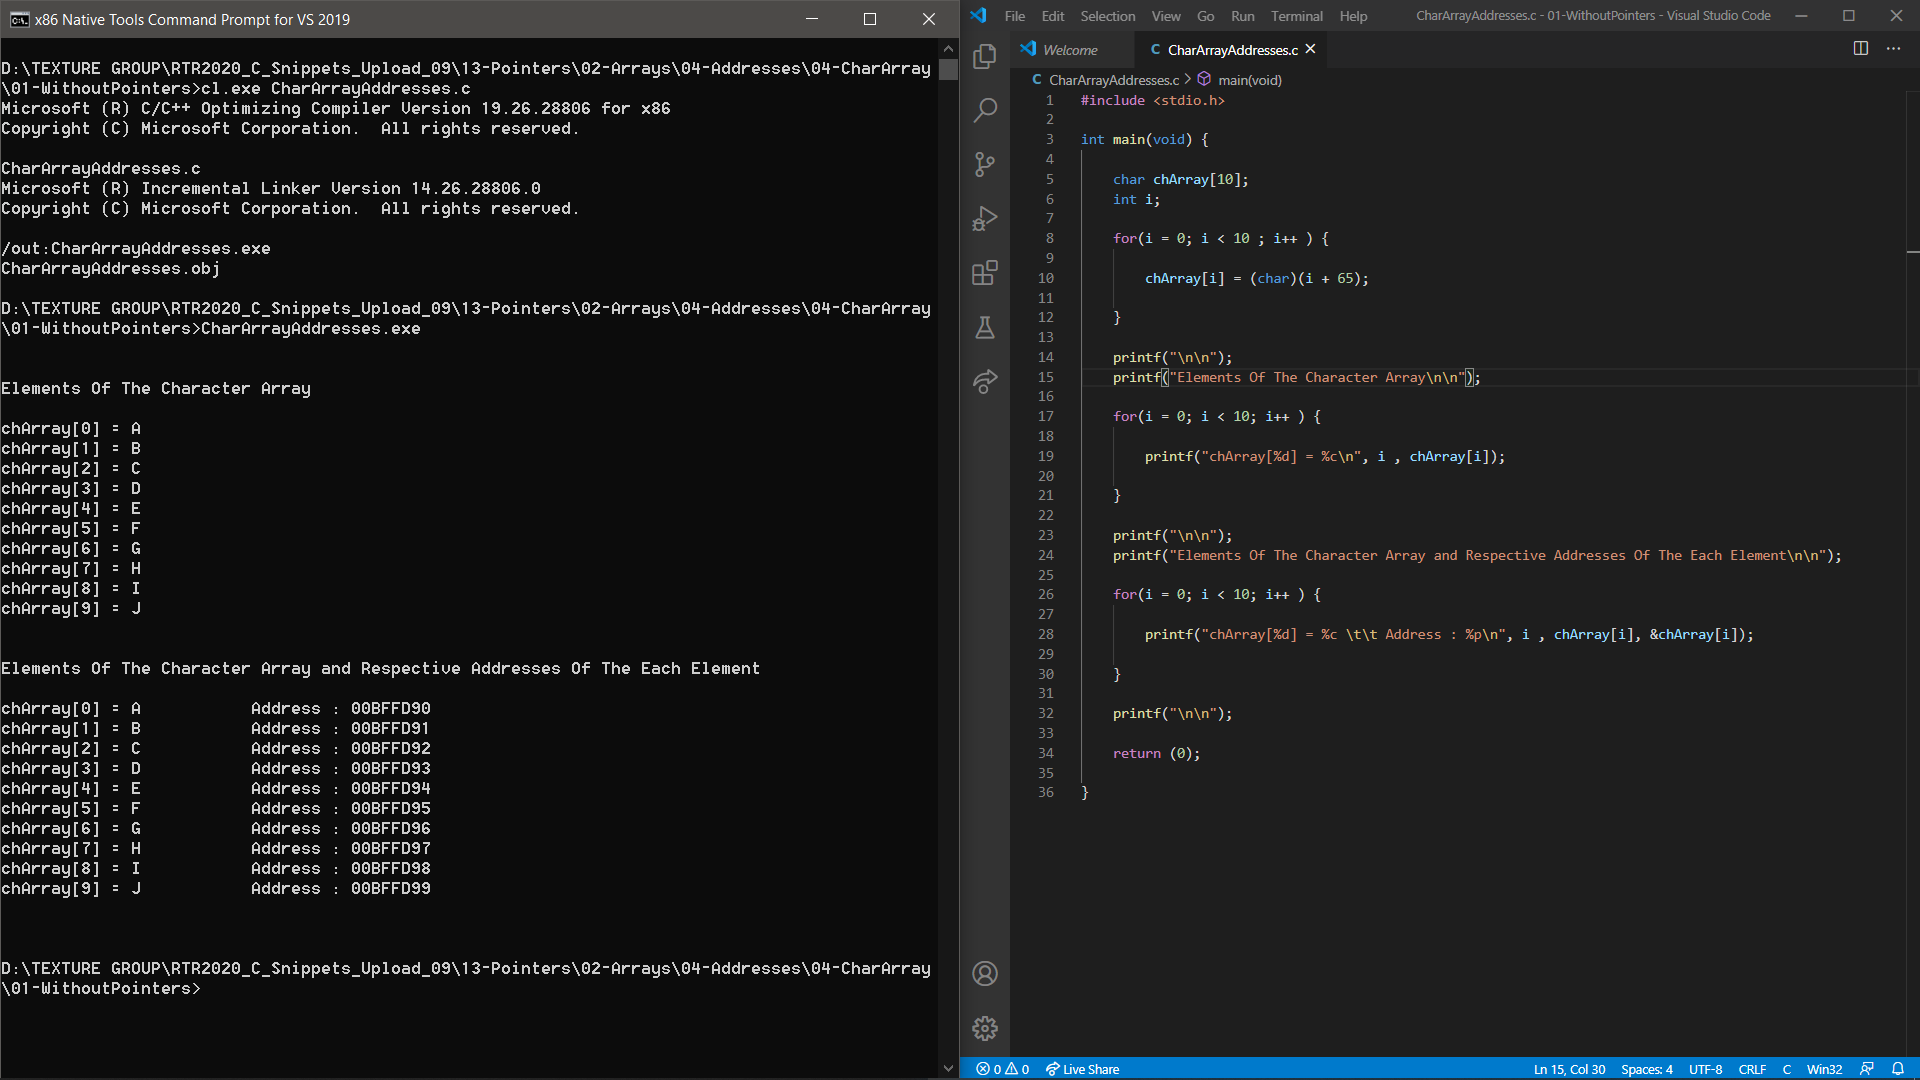 x86 Native Tools Command Prompt for VS 2019
D:\TEXTURE GROUP\RTR2020_C_Snippets_Upload_09\13-Pointers\02-Arrays\04-Addresses\04-CharArray
\01-WithoutPointers>cl.exe CharArrayAddresses.c
Microsoft (R) C/C++ Optimizing Compiler Version 19.26.28806 for x86
Copyright (C) Microsoft Corporation.  All rights reserved.
CharArrayAddresses.c
Microsoft (R) Incremental Linker Version 14.26.28806.0
Copyright (C) Microsoft Corporation.  All rights reserved.
/out:CharArrayAddresses.exe
CharArrayAddresses.obj
D:\TEXTURE GROUP\RTR2020_C_Snippets_Upload_09\13-Pointers\02-Arrays\04-Addresses\04-CharArray
\01-WithoutPointers>CharArrayAddresses.exe
Elements Of The Character Array
chArray[0] = A
chArray[1] = B
chArray[2] = C
chArray[3] = D
chArray[4] = E
chArray[5] = F
chArray[6] = G
chArray[7] = H
chArray[8] = I
chArray[9] = J
Elements Of The Character Array and Respective Addresses Of The Each Element
chArray[0] = A           Address : 00BFFD90
chArray[1] = B           Address : 00BFFD91
chArray[2] = C           Address : 00BFFD92
chArray[3] = D           Address : 00BFFD93
chArray[4] = E           Address : 00BFFD94
chArray[5] = F           Address : 00BFFD95
chArray[6] = G           Address : 00BFFD96
chArray[7] = H           Address : 00BFFD97
chArray[8] = I           Address : 00BFFD98
chArray[9] = J           Address : 00BFFD99
D:\TEXTURE GROUP\RTR2020_C_Snippets_Upload_09\13-Pointers\02-Arrays\04-Addresses\04-CharArray
\01-WithoutPointers>
File Edit Selection View Go Run Terminal Help CharArrayAddresses.c - 01-WithoutPointers - Visual Studio Code
Welcome C CharArrayAddresses.c
C CharArrayAddresses.c > main(void)
1 #include <stdio.h>
2
3 int main(void) {
4
5     char chArray[10];
6     int i;
7
8     for(i = 0; i < 10 ; i++ ) {
9
10         chArray[i] = (char)(i + 65);
11
12     }
13
14     printf("\n\n");
15     printf("Elements Of The Character Array\n\n");
16
17     for(i = 0; i < 10; i++ ) {
18
19         printf("chArray[%d] = %c\n", i , chArray[i]);
20
21     }
22
23     printf("\n\n");
24     printf("Elements Of The Character Array and Respective Addresses Of The Each Element\n\n");
25
26     for(i = 0; i < 10; i++ ) {
27
28         printf("chArray[%d] = %c \t\t Address : %p\n", i , chArray[i], &chArray[i]);
29
30     }
31
32     printf("\n\n");
33
34     return (0);
35
36 }
0 0 Live Share Ln 15, Col 30 Spaces: 4 UTF-8 CRLF C Win32